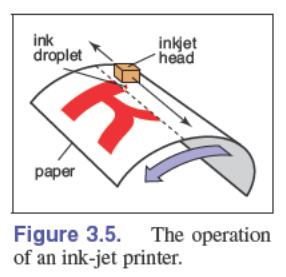 ink
droplet
inkjet
head
paper
Figure 3.5. The operation
of an ink-jet printer.